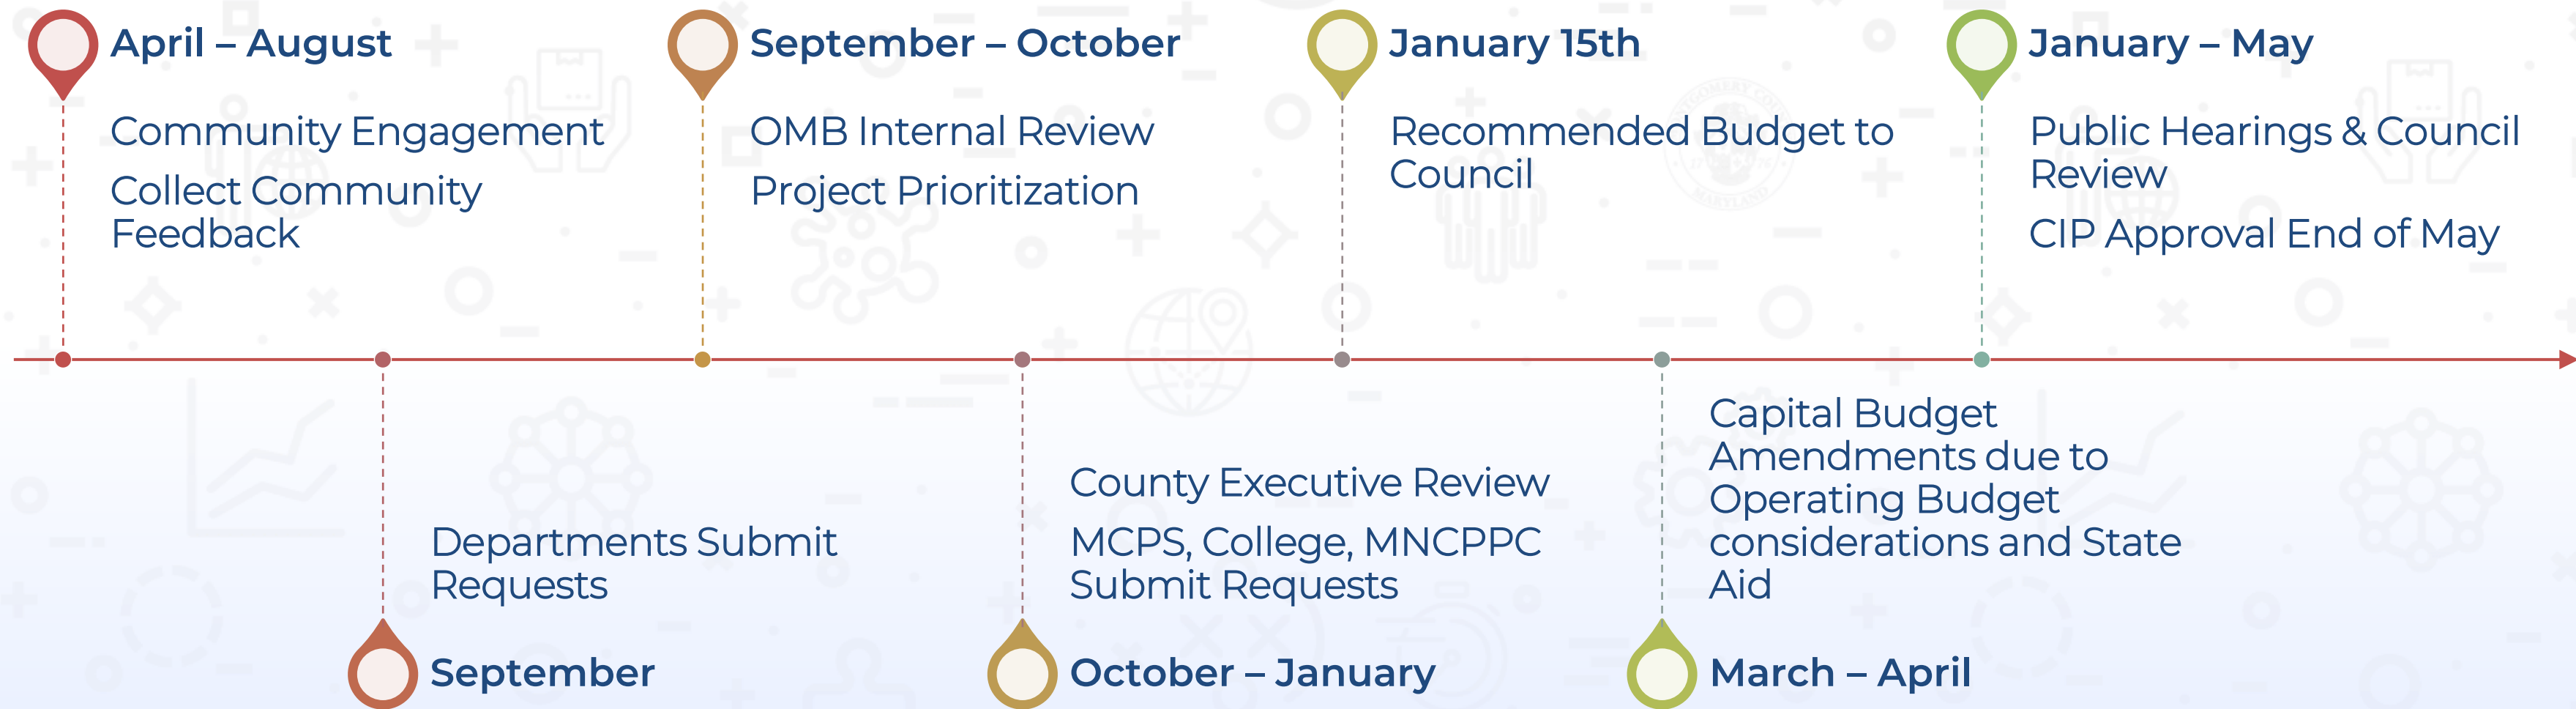 April – August
Community Engagement
Collect Community
Feedback
Departments Submit
Requests
September
September – October
OMB Internal Review
Project Prioritization
County Executive Review
MCPS, College, MNCPPC
Submit Requests
October – January
January 15th
Recommended Budget to
Council
Capital Budget
Amendments due to
Operating Budget
considerations and State
Aid
March – April
January – May
Public Hearings & Council
Review
CIP Approval End of May